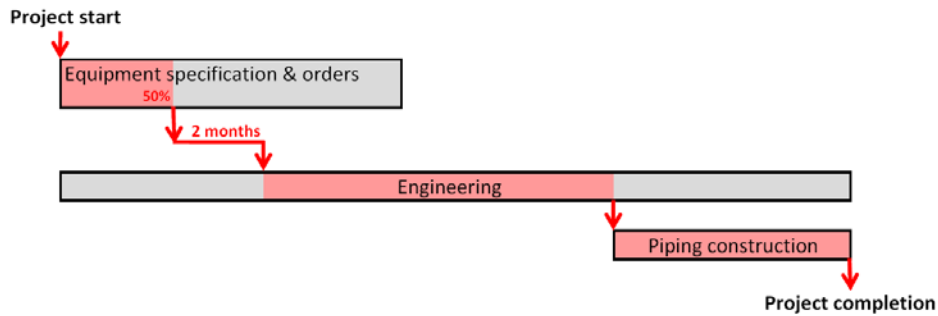 Project start
Equipment specification & orders
50%
2 months
Engineering
Piping construction
Project completion